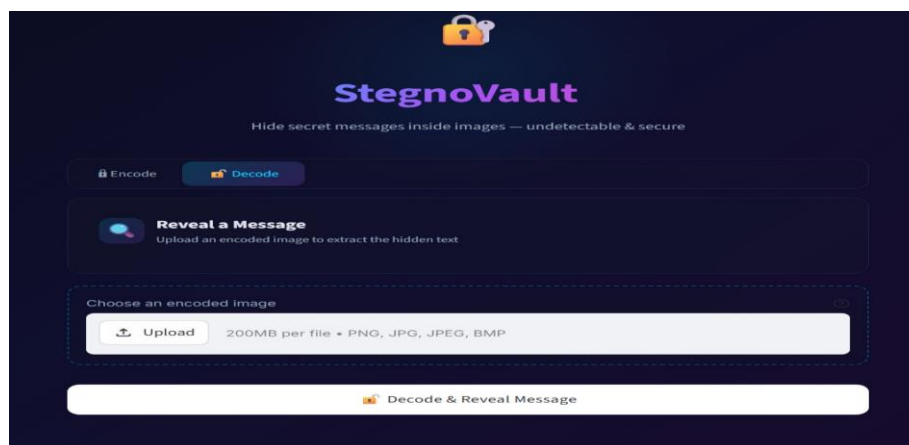 StegnoVault
Hide secret messages inside images — undetectable & secure
Encode
Decode
Reveal a Message
Upload an encoded image to extract the hidden text
Choose an encoded image
Upload
200MB per file • PNG, JPG, JPEG, BMP
Decode & Reveal Message